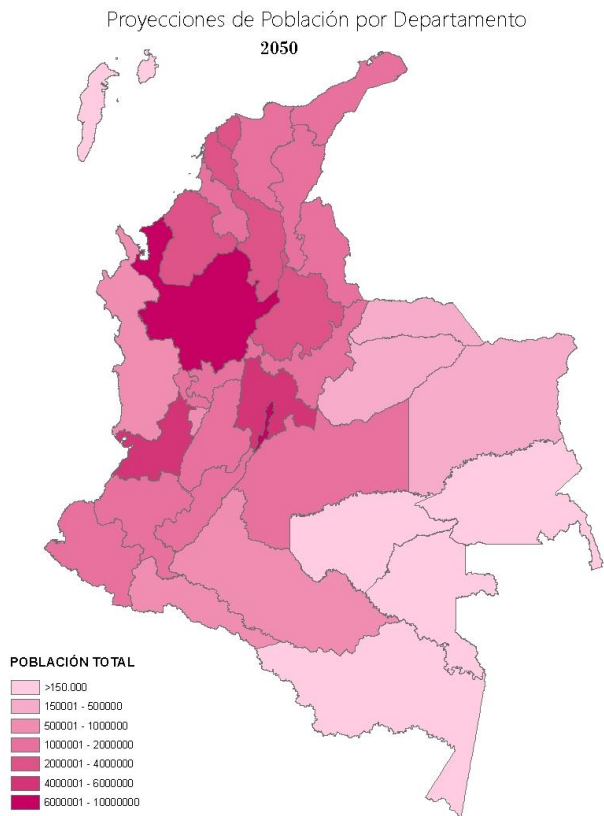 Proyecciones de Población por Departamento
2050
POBLACIÓN TOTAL
>150.000
150001 - 500000
500001 - 1000000
1000001 - 2000000
2000001 - 4000000
4000001 - 6000000
6000001 - 10000000